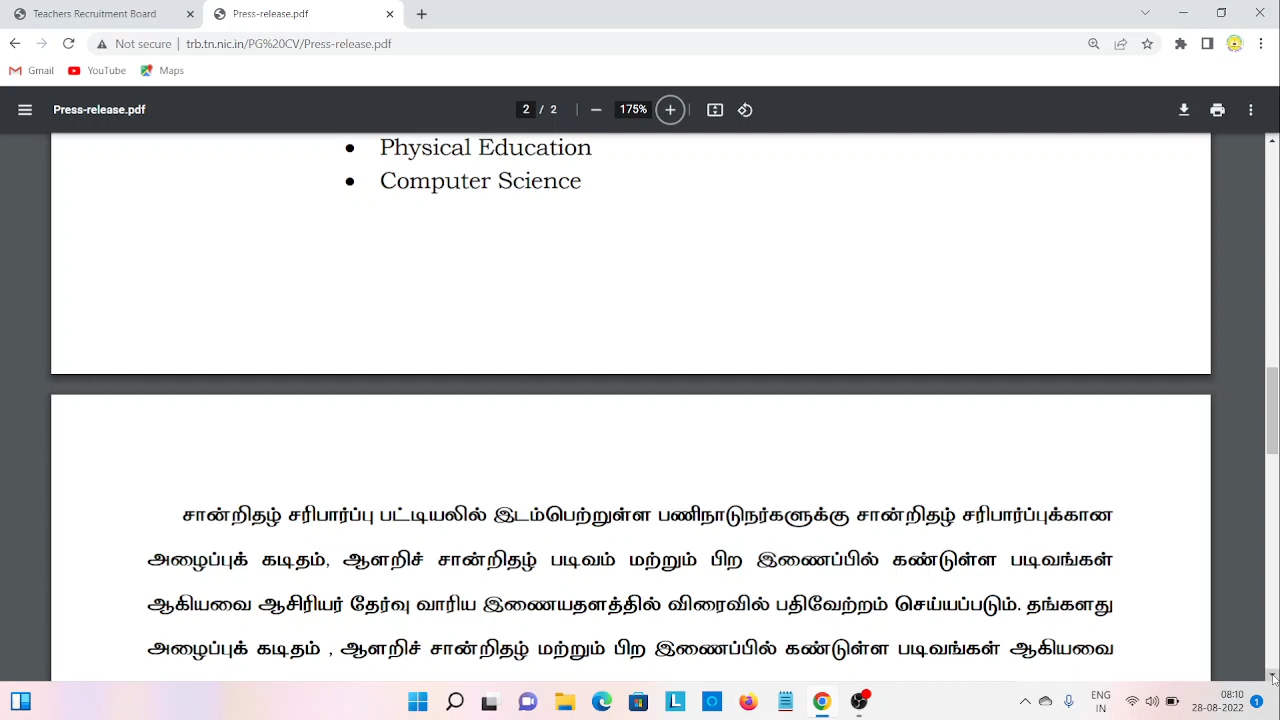 Teachers Recruitment Board
Press-release.pdf
Not secure | trb.tn.nic.in/PG%20CV/Press-release.pdf
Gmail YouTube Maps
Press-release.pdf 2 / 2 175%
• Physical Education
• Computer Science
சான்றிதழ் சரிபார்ப்பு பட்டியலில் இடம்பெற்றுள்ள பணிநாடுநர்களுக்கு சான்றிதழ் சரிபார்ப்புக்கான
அழைப்புக் கடிதம், ஆளறிச் சான்றிதழ் படிவம் மற்றும் பிற இணைப்பில் கண்டுள்ள படிவங்கள்
ஆகியவை ஆசிரியர் தேர்வு வாரிய இணையதளத்தில் விரைவில் பதிவேற்றம் செய்யப்படும். தங்களது
அழைப்புக் கடிதம் , ஆளறிச் சான்றிதழ் மற்றும் பிற இணைப்பில் கண்டுள்ள படிவங்கள் ஆகியவை
ENG
IN
08:10
28-08-2022
1